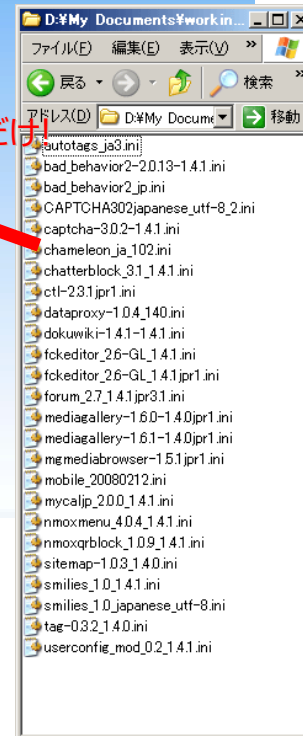 D:¥My Documents¥workin...
ファイル(F) 編集(E) 表示(V) »
戻る 検索 »
アドレス(D) D:¥My Docume 移動
だけ!
autotags_ja3.ini
bad_behavior2-2.0.13-1.4.1.ini
bad_behavior2_jp.ini
CAPTCHA302japanese_utf-8_2.ini
captcha-3.0.2-1.4.1.ini
chameleon_ja_102.ini
chatterblock_3.1_1.4.1.ini
ctl-2.3.1jpr1.ini
dataproxy-1.0.4_140.ini
dokuwiki-1.4.1-1.4.1.ini
fckeditor_2.6-GL_1.4.1.ini
fckeditor_2.6-GL_1.4.1jpr1.ini
forum_2.7_1.4.1jpr3.1.ini
mediagallery-1.6.0-1.4.0jpr1.ini
mediagallery-1.6.1-1.4.0jpr1.ini
mgmediabrowser-1.5.1jpr1.ini
mobile_20080212.ini
mycaljp_2.0.0_1.4.1.ini
nmoxmenu_4.0.4_1.4.1.ini
nmoxqrblock_1.0.9_1.4.1.ini
sitemap-1.0.3_1.4.0.ini
smilies_1.0_1.4.1.ini
smilies_1.0_japanese_utf-8.ini
tag-0.3.2_1.4.0.ini
userconfig_mod_0.2_1.4.1.ini